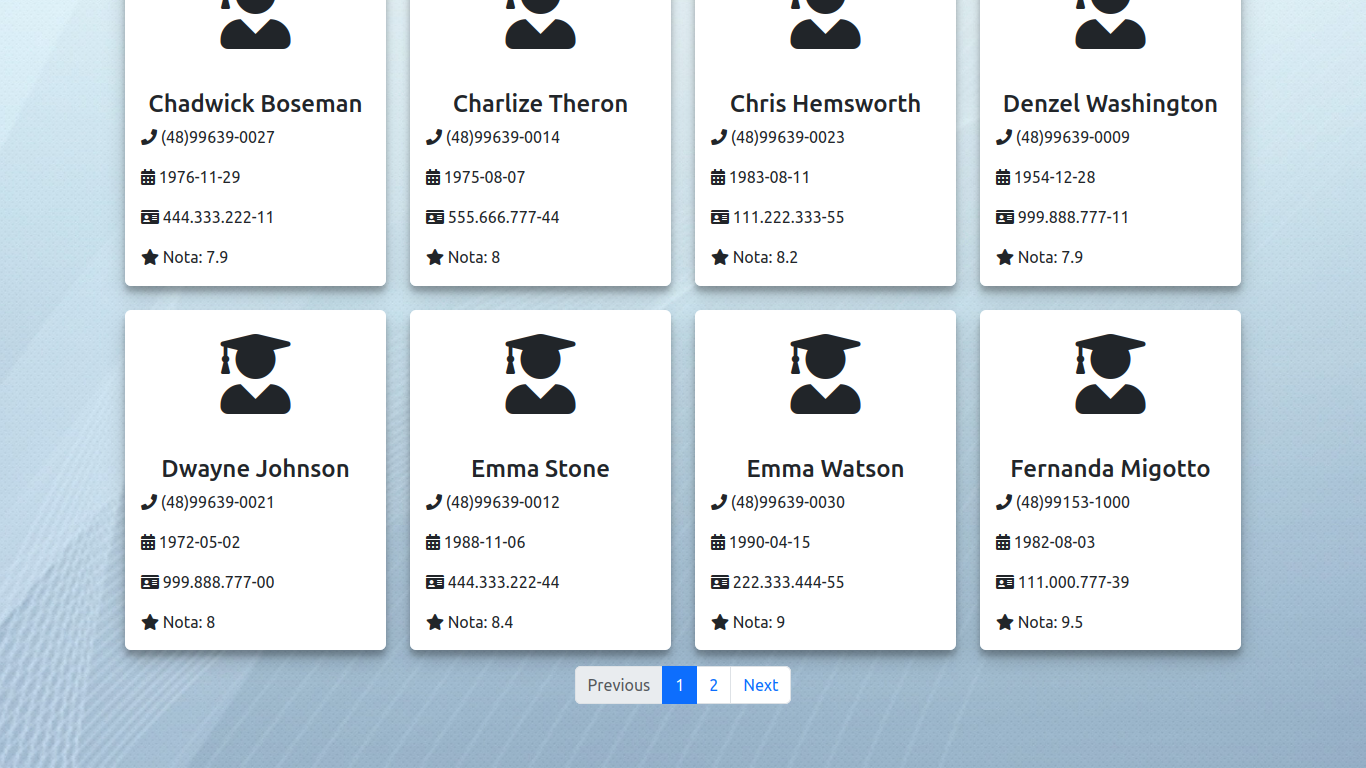 Chadwick Boseman
(48)99639-0027
1976-11-29
444.333.222-11
Nota: 7.9
Charlize Theron
(48)99639-0014
1975-08-07
555.666.777-44
Nota: 8
Chris Hemsworth
(48)99639-0023
1983-08-11
111.222.333-55
Nota: 8.2
Denzel Washington
(48)99639-0009
1954-12-28
999.888.777-11
Nota: 7.9
Dwayne Johnson
(48)99639-0021
1972-05-02
999.888.777-00
Nota: 8
Emma Stone
(48)99639-0012
1988-11-06
444.333.222-44
Nota: 8.4
Emma Watson
(48)99639-0030
1990-04-15
222.333.444-55
Nota: 9
Fernanda Migotto
(48)99153-1000
1982-08-03
111.000.777-39
Nota: 9.5
Previous 1 2 Next